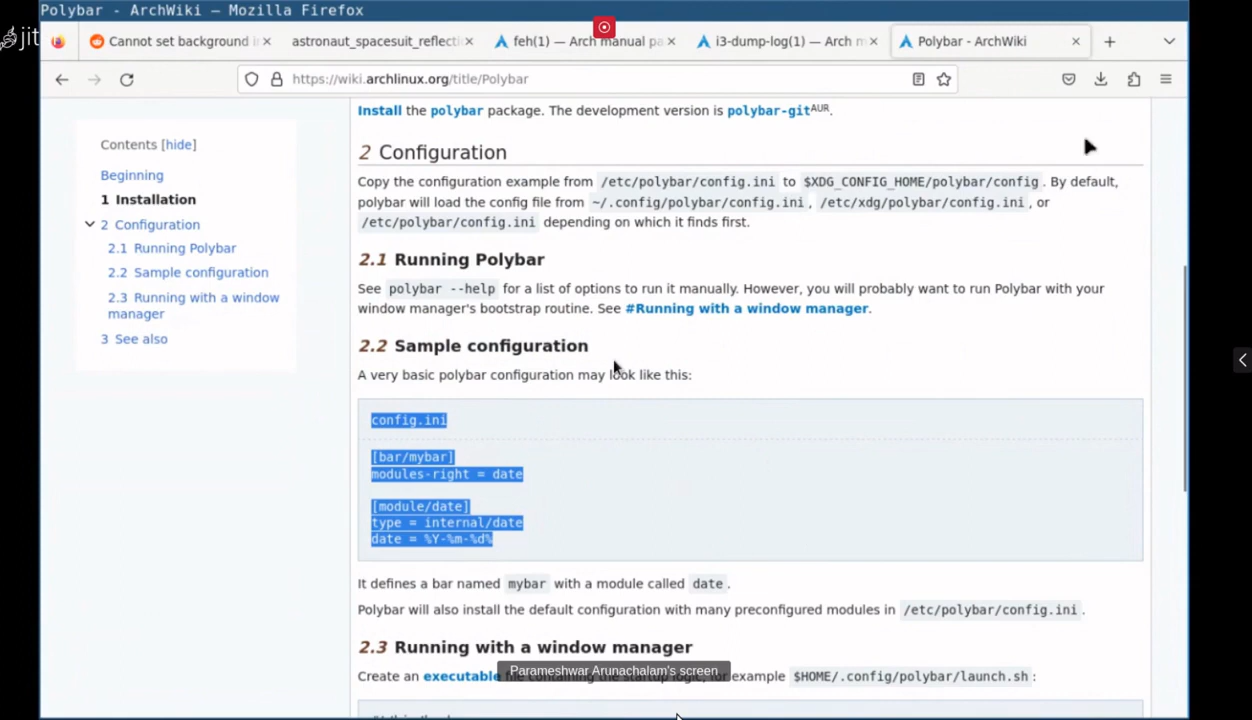 Polybar - ArchWiki — Mozilla Firefox
jit
Cannot set background i
astronaut_spacesuit_reflecti
feh(1) — Arch manual pa
i3-dump-log(1) — Arch m
Polybar - ArchWiki
https://wiki.archlinux.org/title/Polybar
Install the polybar package. The development version is polybar-gitAUR.
Contents [hide]
Beginning
1 Installation
2 Configuration
2.1 Running Polybar
2.2 Sample configuration
2.3 Running with a window
manager
3 See also
2 Configuration
Copy the configuration example from /etc/polybar/config.ini to $XDG_CONFIG_HOME/polybar/config. By default,
polybar will load the config file from ~/.config/polybar/config.ini, /etc/xdg/polybar/config.ini, or
/etc/polybar/config.ini depending on which it finds first.
2.1 Running Polybar
See polybar --help for a list of options to run it manually. However, you will probably want to run Polybar with your
window manager's bootstrap routine. See #Running with a window manager.
2.2 Sample configuration
A very basic polybar configuration may look like this:
config.ini
[bar/mybar]
modules-right = date
[module/date]
type = internal/date
date = %Y-%m-%d%
It defines a bar named mybar with a module called date.
Polybar will also install the default configuration with many preconfigured modules in /etc/polybar/config.ini.
2.3 Running with a window manager
Parameshwar Arunachalam's screen
Create an executable file containing the startup logic, for example $HOME/.config/polybar/launch.sh: